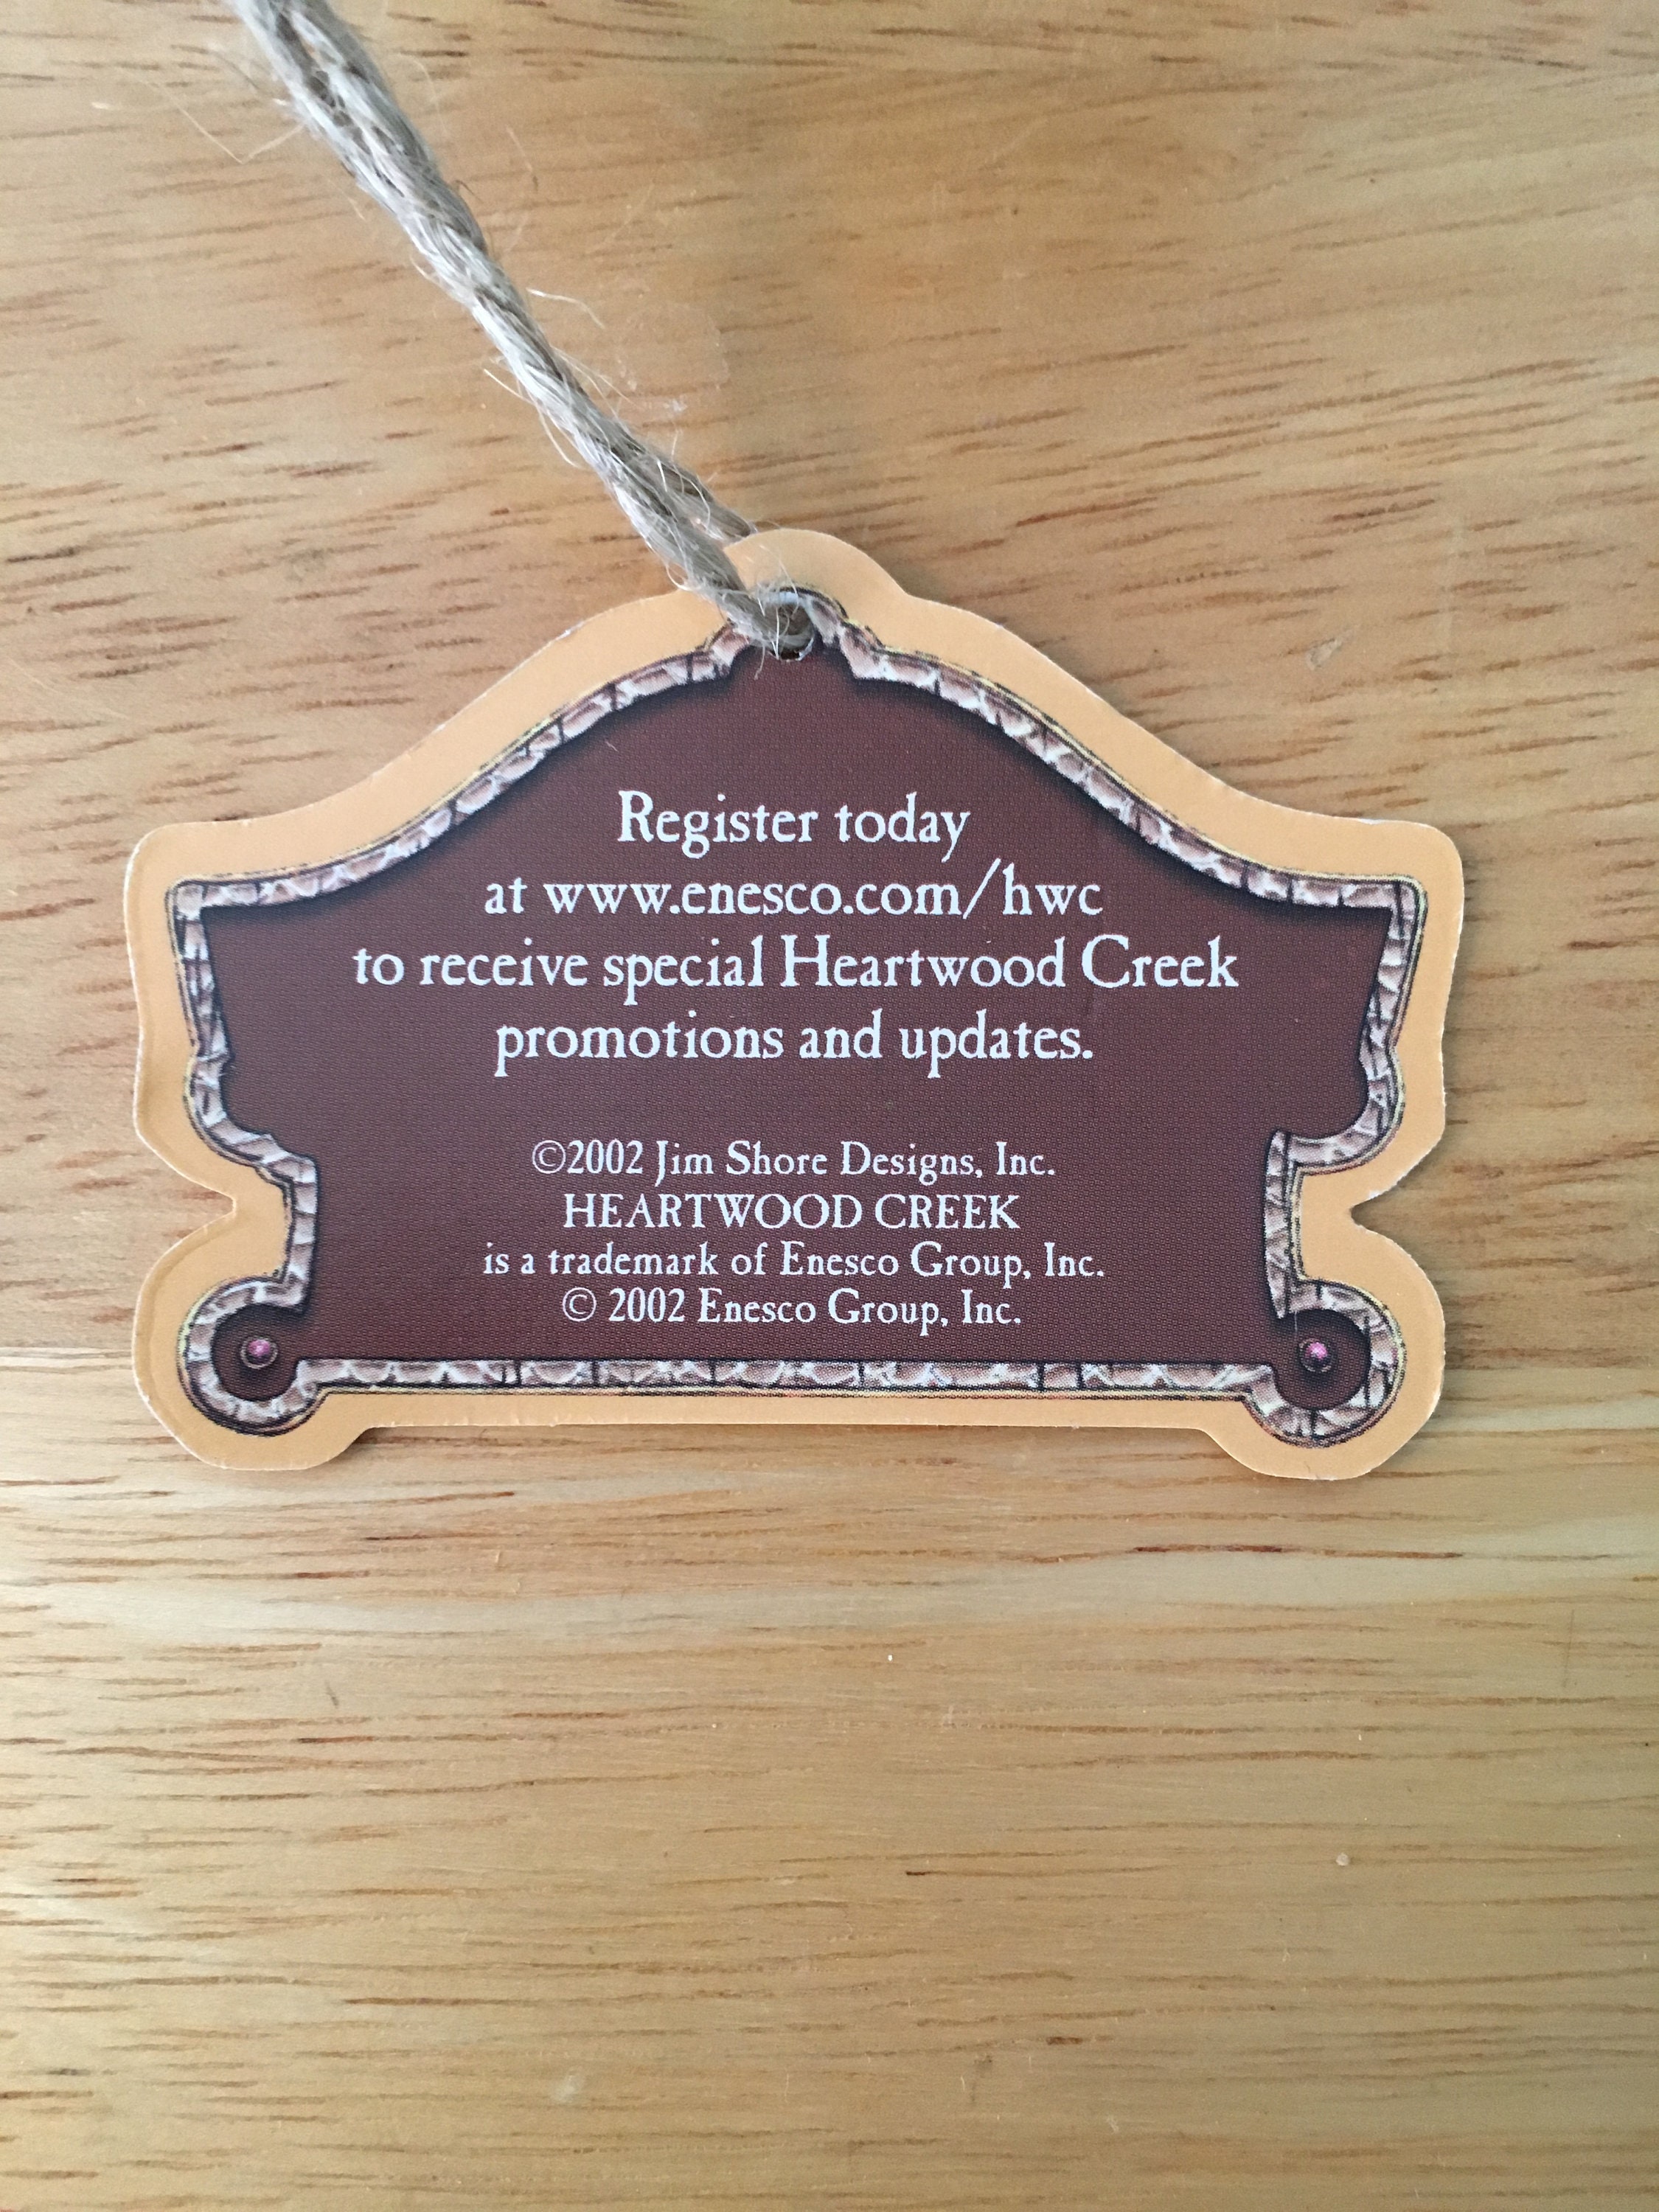 Register today
at www.enesco.com/hwc
to receive special Heartwood Creek
promotions and updates.
©2002 Jim Shore Designs, Inc.
HEARTWOOD CREEK
is a trademark of Enesco Group, Inc.
© 2002 Enesco Group, Inc.